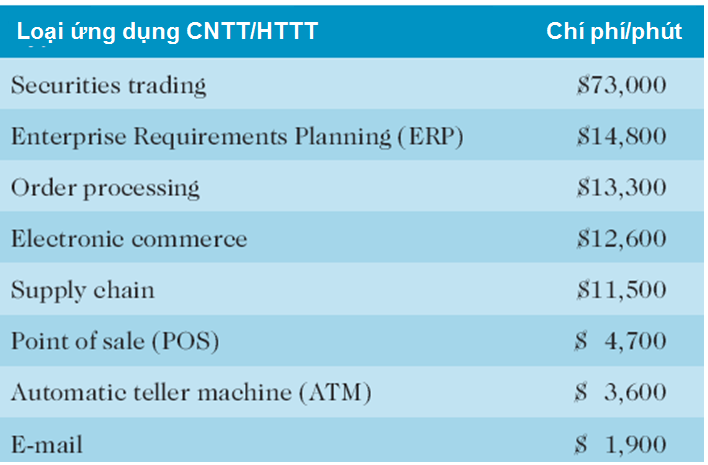 Loại ứng dụng CNTT/HTTT Chí phí/phút
Securities trading $73,000
Enterprise Requirements Planning (ERP) $14,800
Order processing $13,300
Electronic commerce $12,600
Supply chain $11,500
Point of sale (POS) $ 4,700
Automatic teller machine (ATM) $ 3,600
E-mail $ 1,900